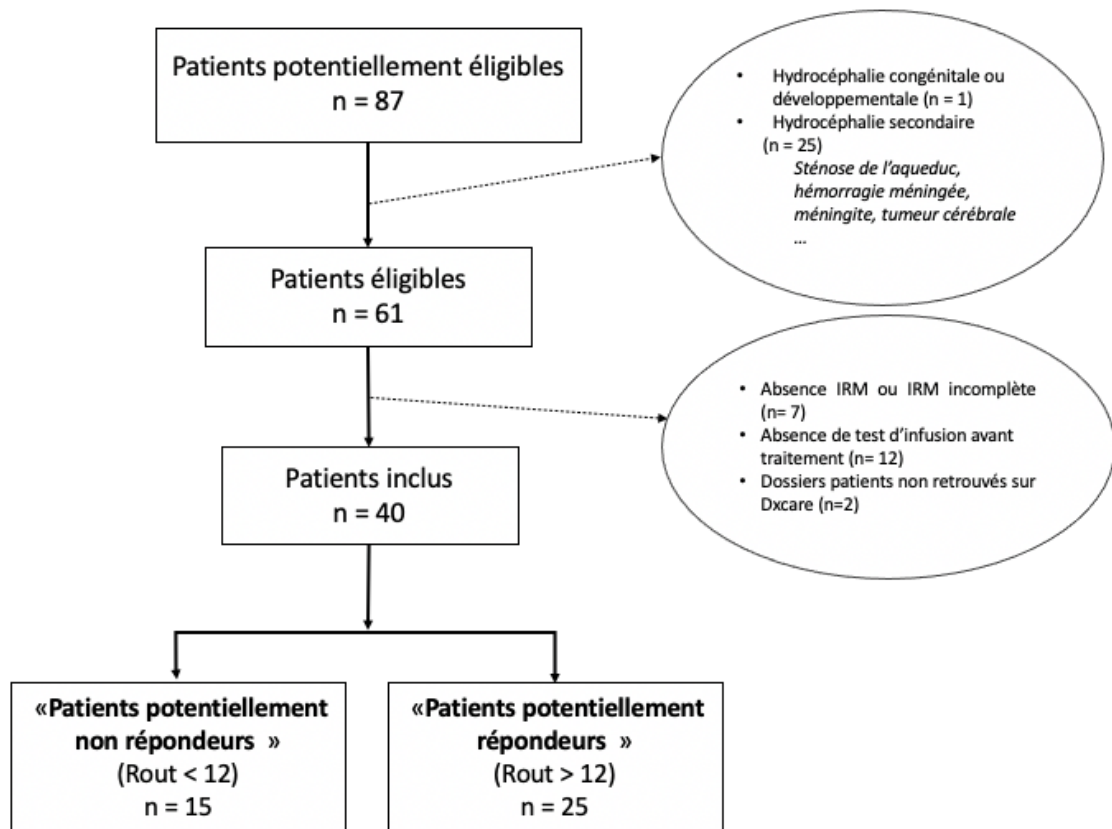 Patients potentiellement éligibles
n = 87
• Hydrocéphalie congénitale ou
développementale (n = 1)
• Hydrocéphalie secondaire
(n = 25)
Sténose de l’aqueduc,
hémorragie méningée,
méningite, tumeur cérébrale
...
Patients éligibles
n = 61
• Absence IRM ou IRM incomplète
(n= 7)
• Absence de test d’infusion avant
traitement (n= 12)
• Dossiers patients non retrouvés sur
Dxcare (n=2)
Patients inclus
n = 40
«Patients potentiellement
non répondeurs »
(Rout < 12)
n = 15
«Patients potentiellement
répondeurs »
(Rout > 12)
n = 25